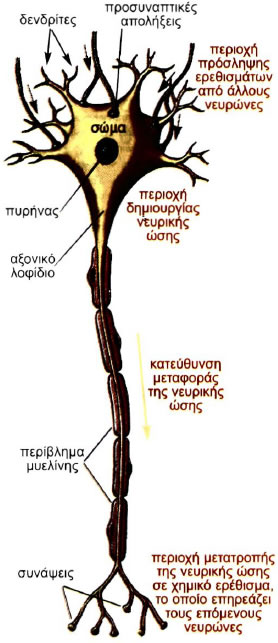 προσυναπτικές
απολήξεις
δενδρίτες
περιοχή
πρόσληψης
ερεθισμάτων
από άλλους
νευρώνες
σώμα
πυρήνας
περιοχή
δημιουργίας
νευρικής
ώσης
αξονικό
λοφίδιο
κατεύθυνση
μεταφοράς
της νευρικής
ώσης
περίβλημα
μυελίνης
περιοχή μετατροπής
της νευρικής ώσης
σε χημικό ερέθισμα,
το οποίο επηρεάζει
τους επόμενους
νευρώνες
συνάψεις